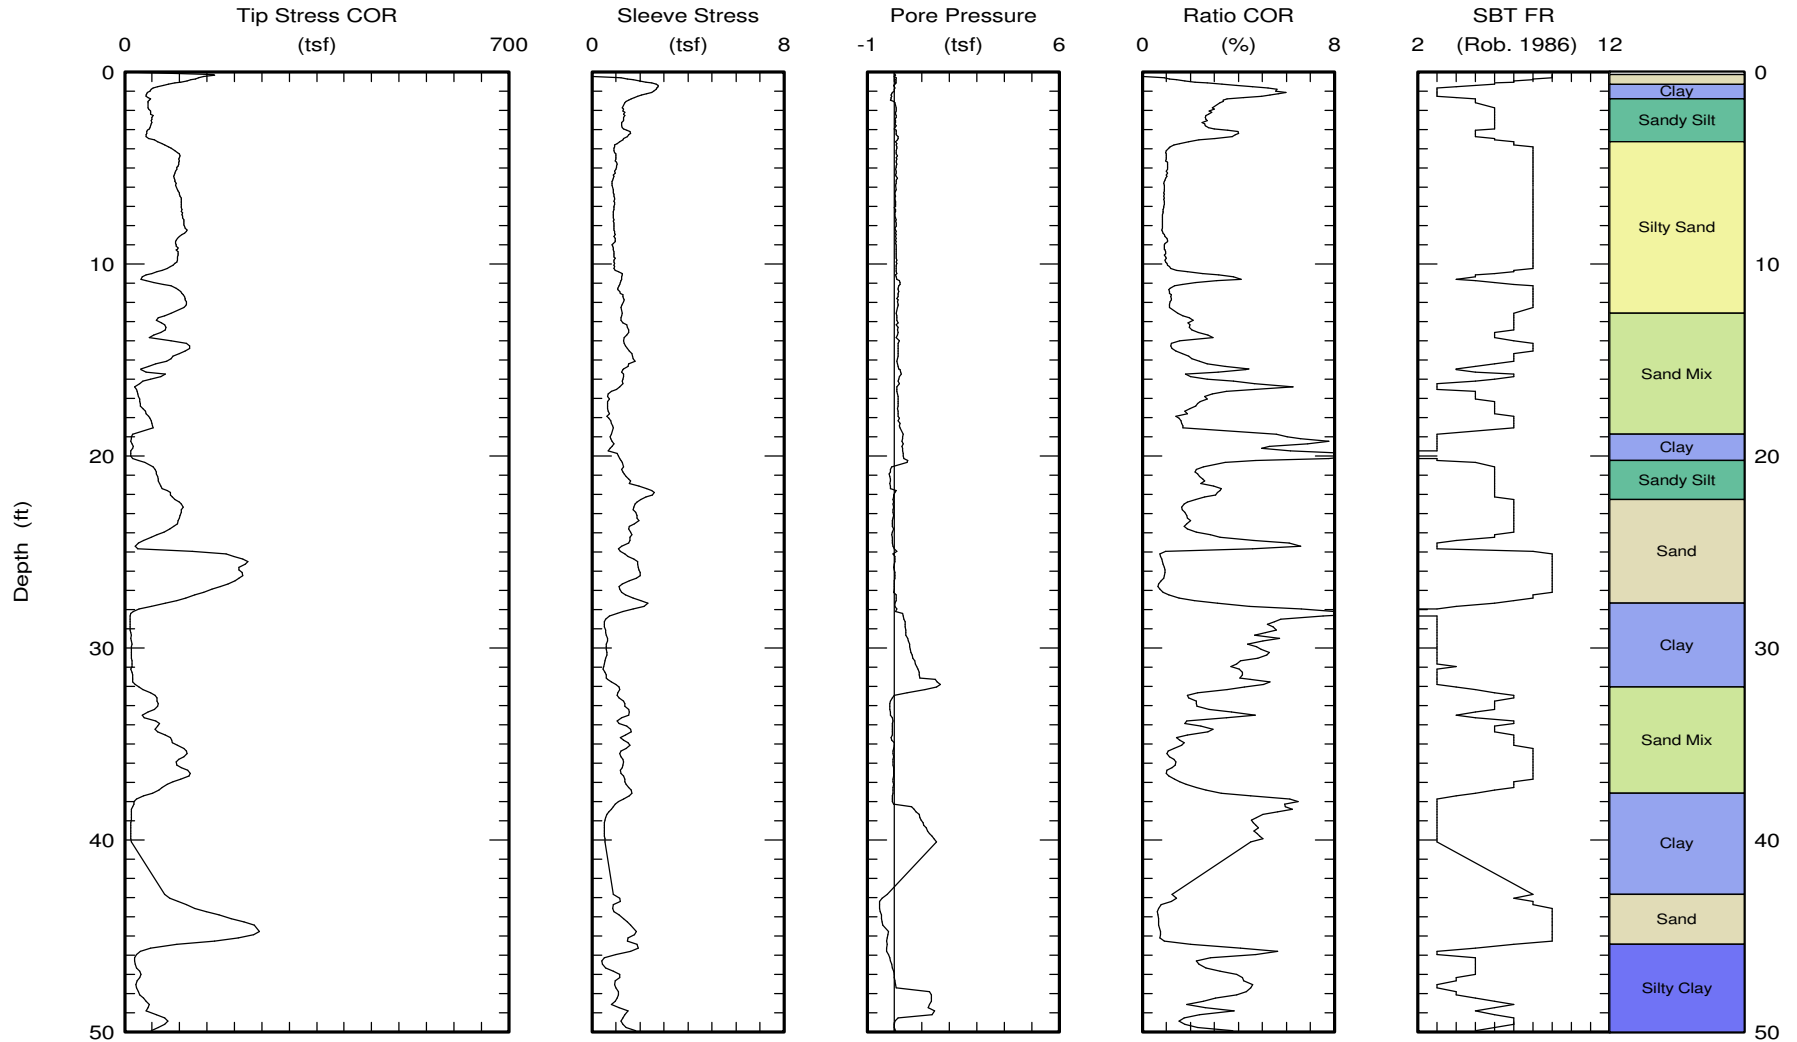 Tip Stress COR Sleeve Stress Pore Pressure Ratio COR SBT FR
0 (tsf) 700 0 (tsf) 8 -1 (tsf) 6 0 (%) 8 2 (Rob. 1986) 12
0 0
Clay
Sandy Silt
Silty Sand
10 10
Sand Mix
Clay
20 20
Sandy Silt
Depth (ft)
Sand
Clay
30 30
Sand Mix
40 40
Clay
Sand
Silty Clay
50 50